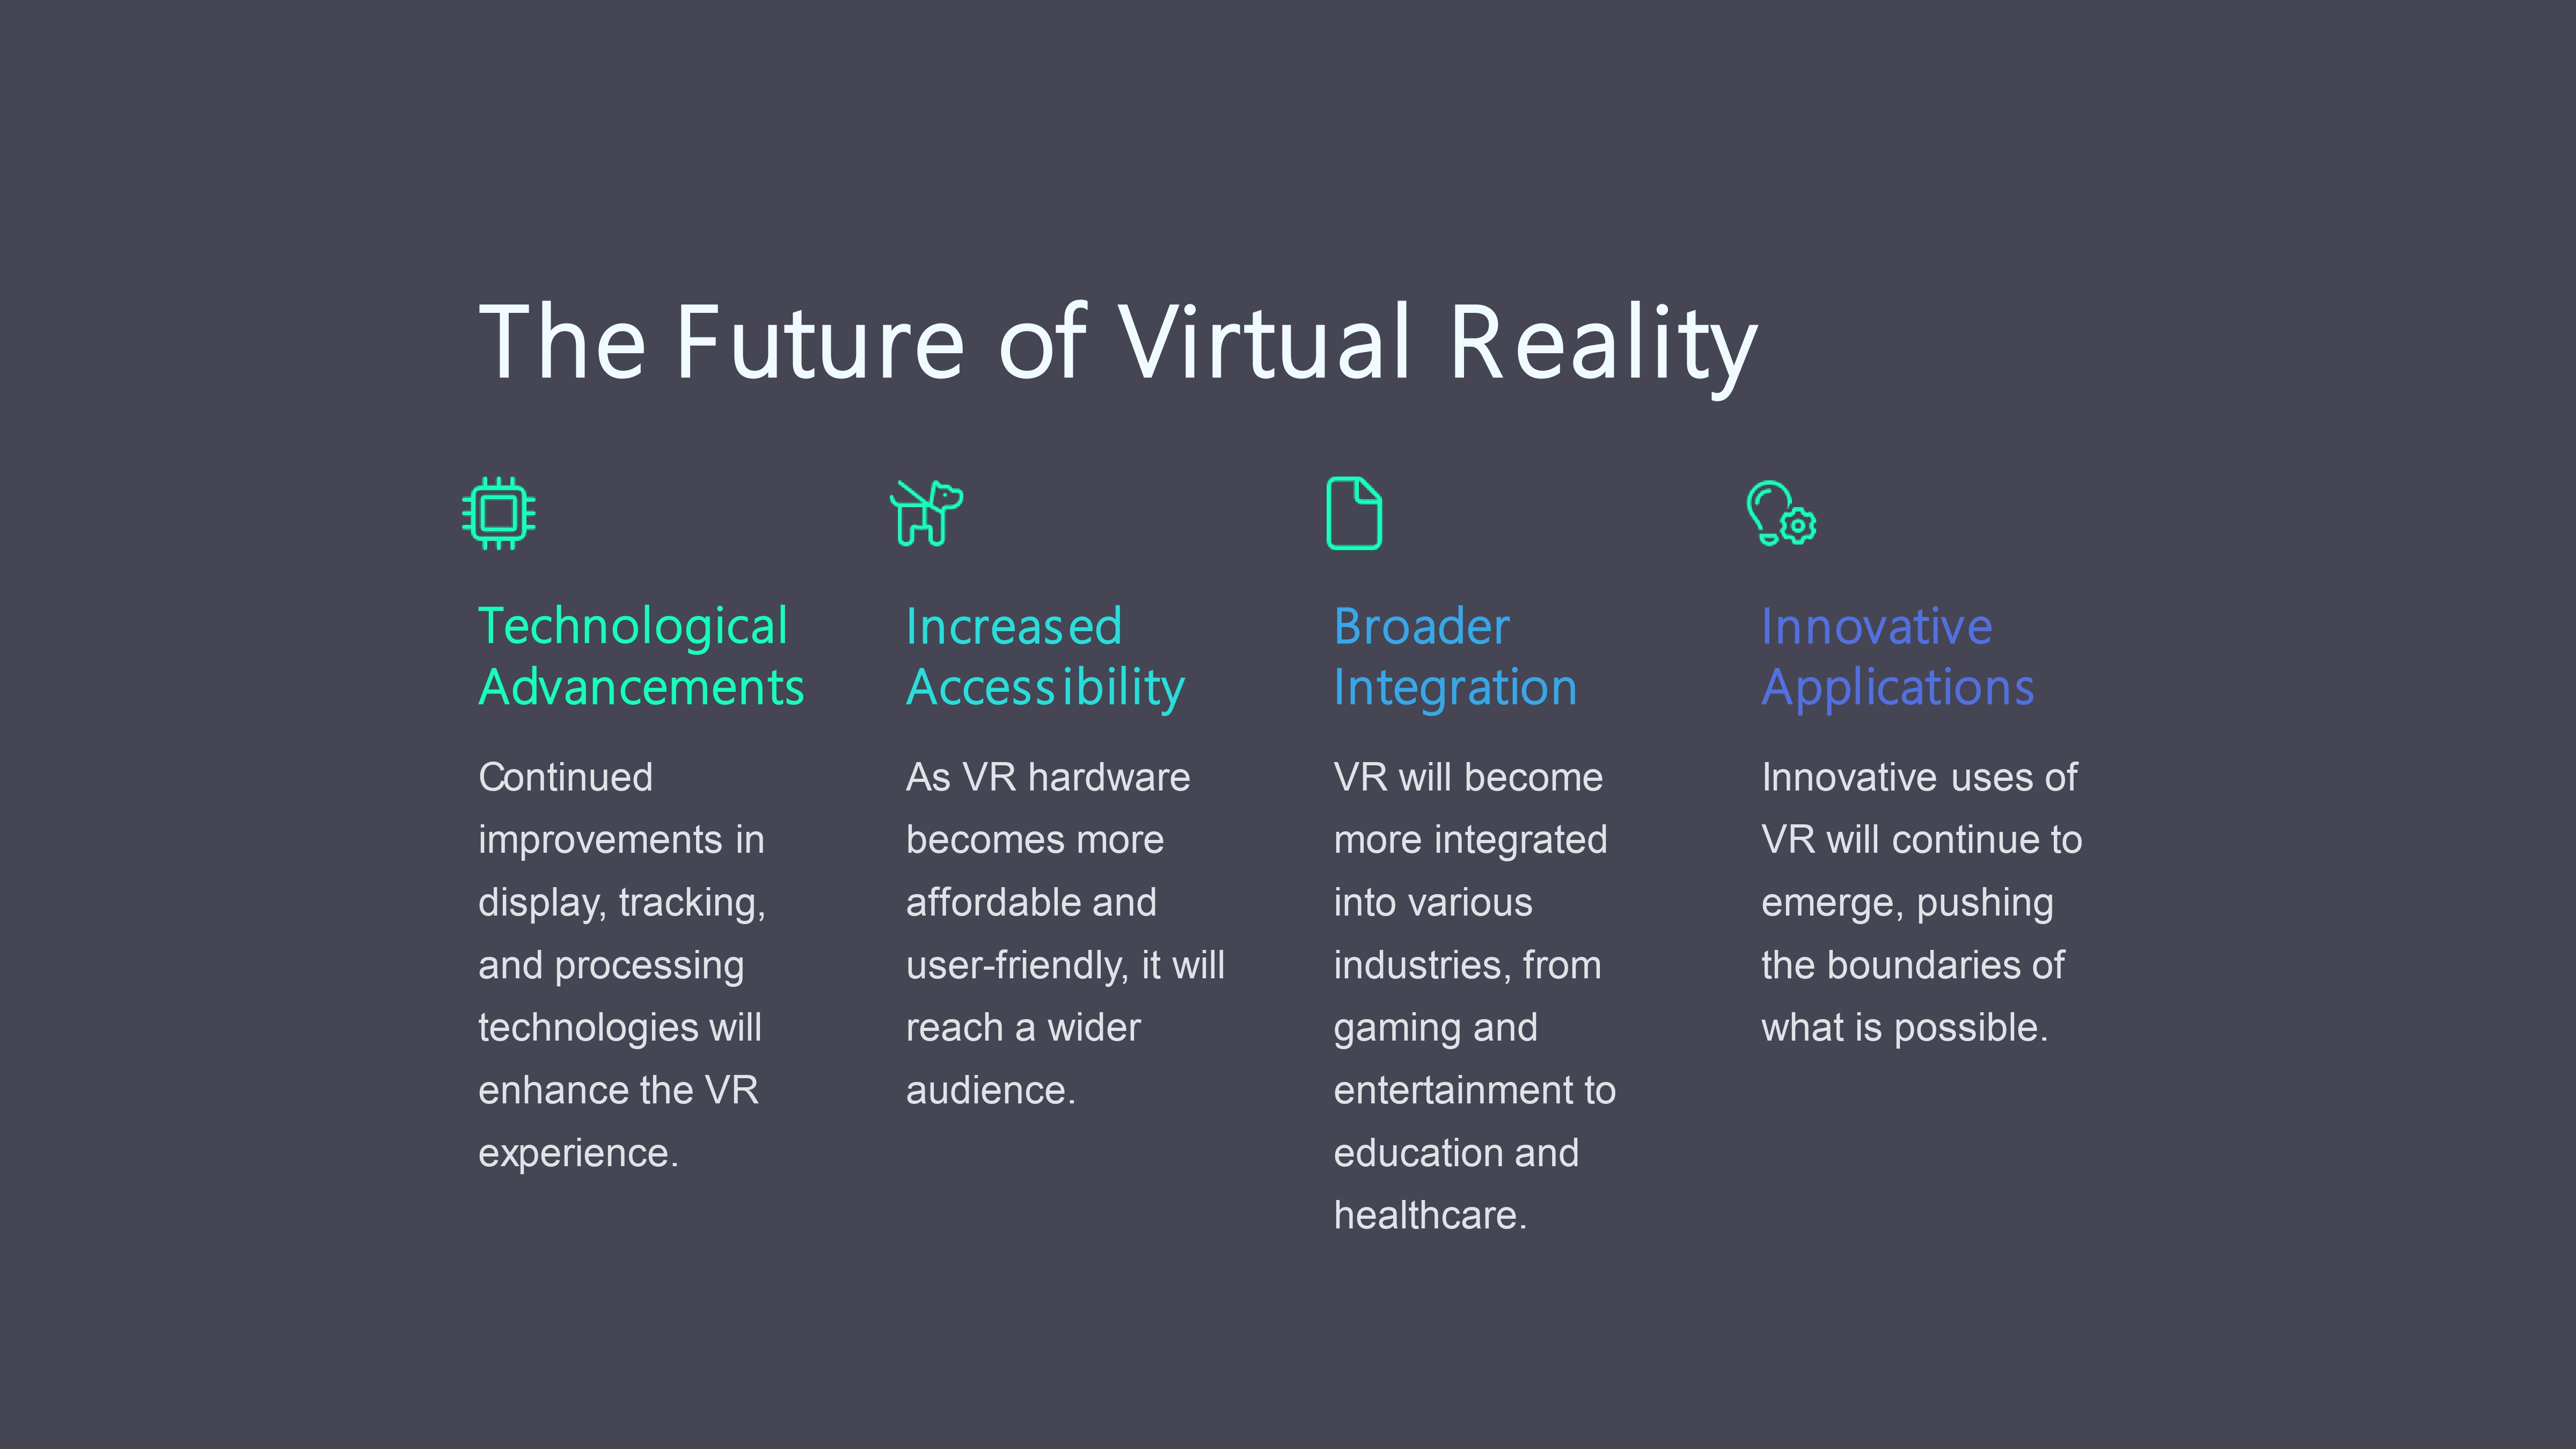 The Future of Virtual Reality
Technological
Advancements
Continued
improvements in
display, tracking,
and processing
technologies will
enhance the VR
experience.
Increased
Accessibility
As VR hardware
becomes more
affordable and
user-friendly, it will
reach a wider
audience.
Broader
Integration
VR will become
more integrated
into various
industries, from
gaming and
entertainment to
education and
healthcare.
Innovative
Applications
Innovative uses of
VR will continue to
emerge, pushing
the boundaries of
what is possible.